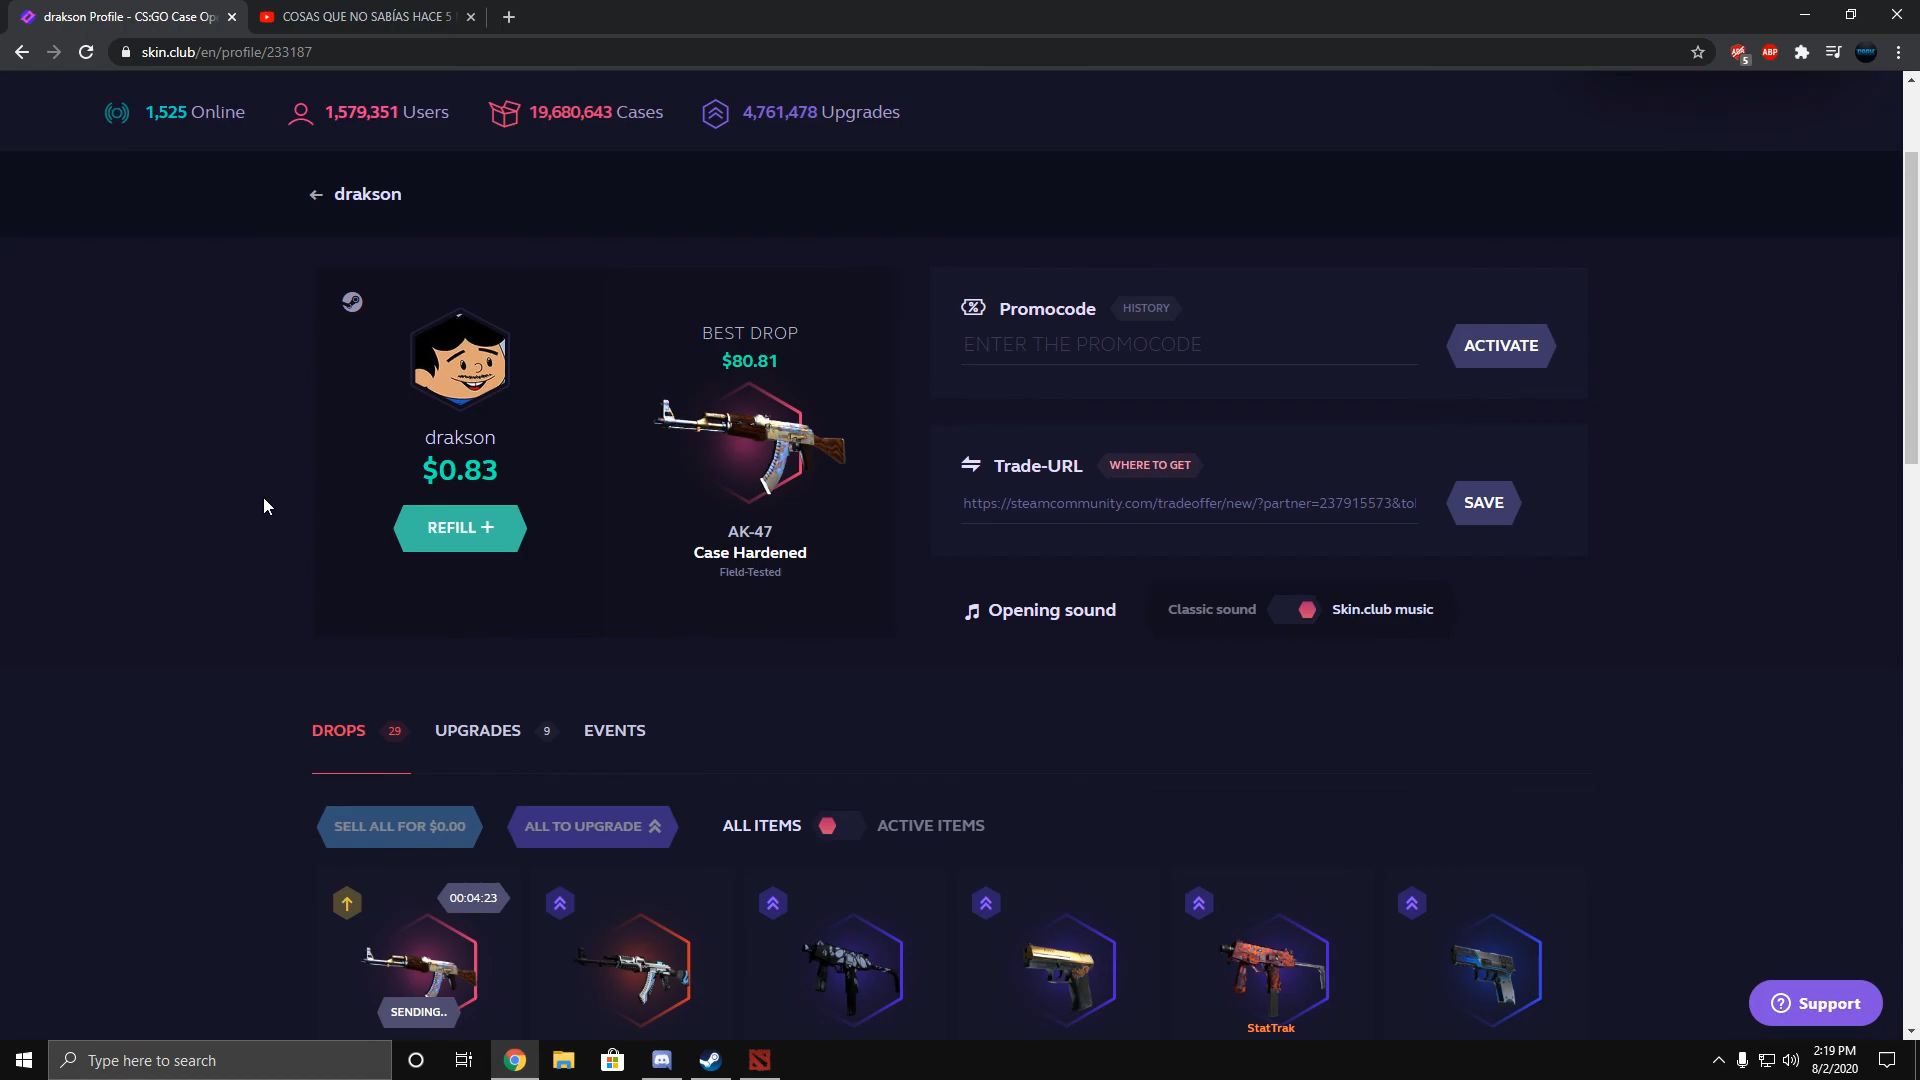 drakson Profile - CS:GO Case Op
COSAS QUE NO SABÍAS HACE 5
skin.club/en/profile/233187
5
ABP
1,525 Online
1,579,351 Users
19,680,643 Cases
4,761,478 Upgrades
drakson
drakson
$0.83
REFILL +
BEST DROP
$80.81
AK-47
Case Hardened
Field-Tested
Promocode
HISTORY
ENTER THE PROMOCODE
ACTIVATE
Trade-URL
WHERE TO GET
https://steamcommunity.com/tradeoffer/new/?partner=237915573&to
SAVE
Opening sound
Classic sound
Skin.club music
DROPS 29
UPGRADES 9
EVENTS
SELL ALL FOR $0.00
ALL TO UPGRADE
ALL ITEMS
ACTIVE ITEMS
00:04:23
SENDING..
StatTrak
Support
Type here to search
2:19 PM
8/2/2020